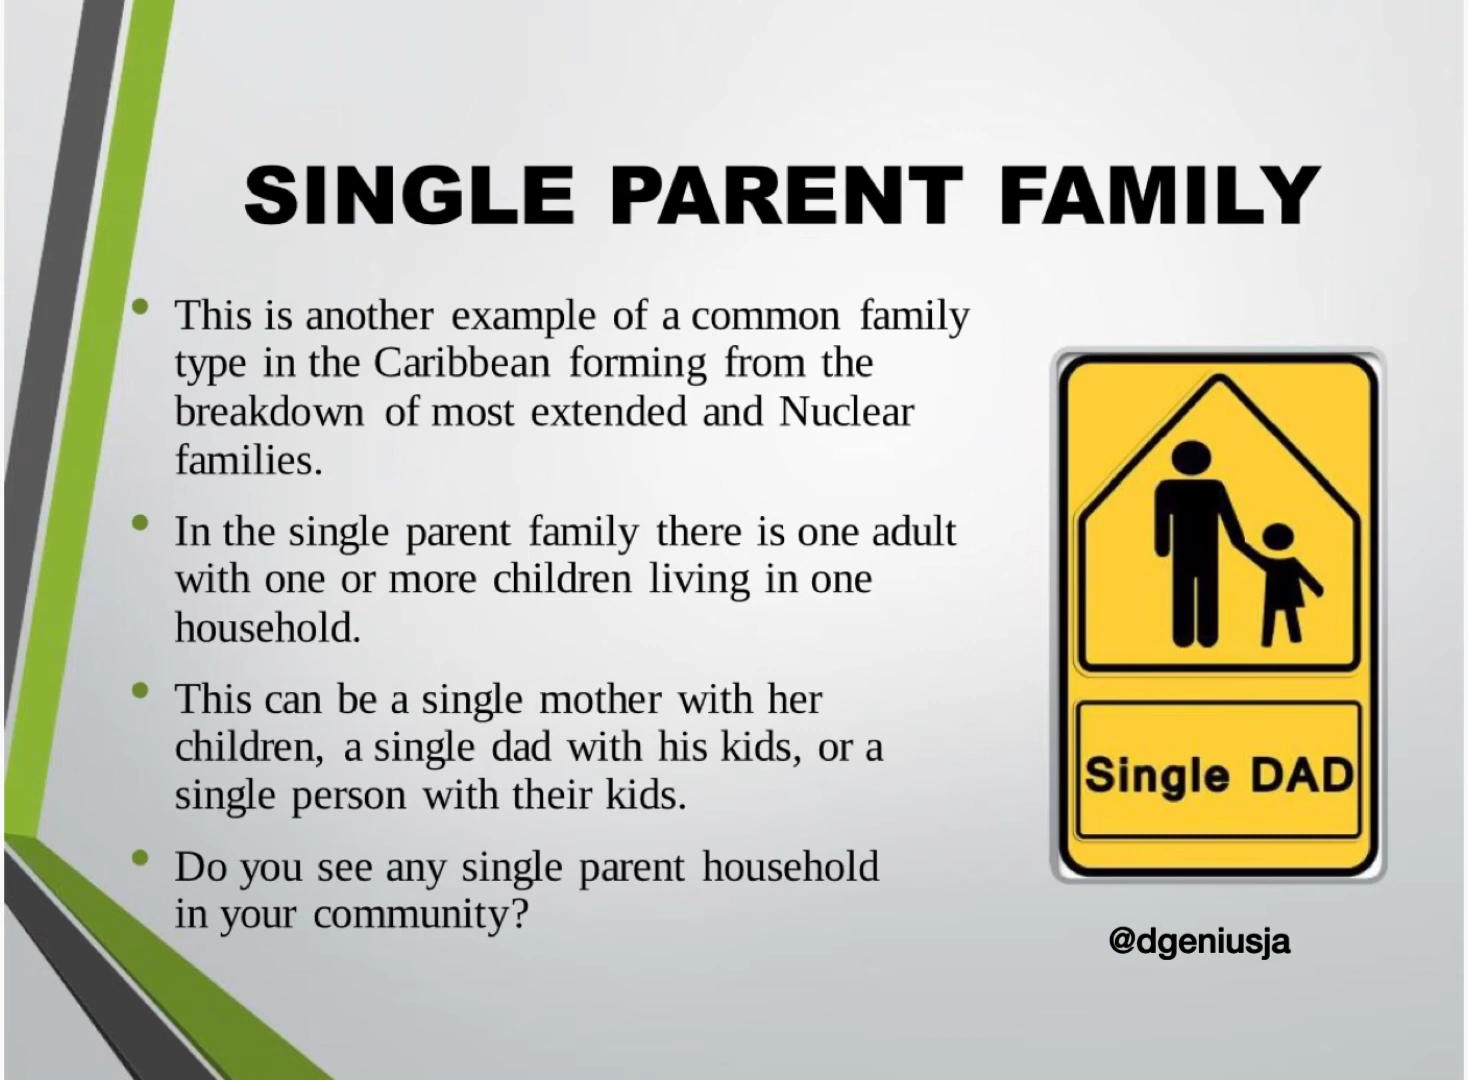 SINGLE PARENT FAMILY
• This is another example of a common family
type in the Caribbean forming from the
breakdown of most extended and Nuclear
families.
• In the single parent family there is one adult
with one or more children living in one
household.
• This can be a single mother with her
children, a single dad with his kids, or a
single person with their kids.
• Do you see any single parent household
in your community?
Single DAD
@dgeniusja